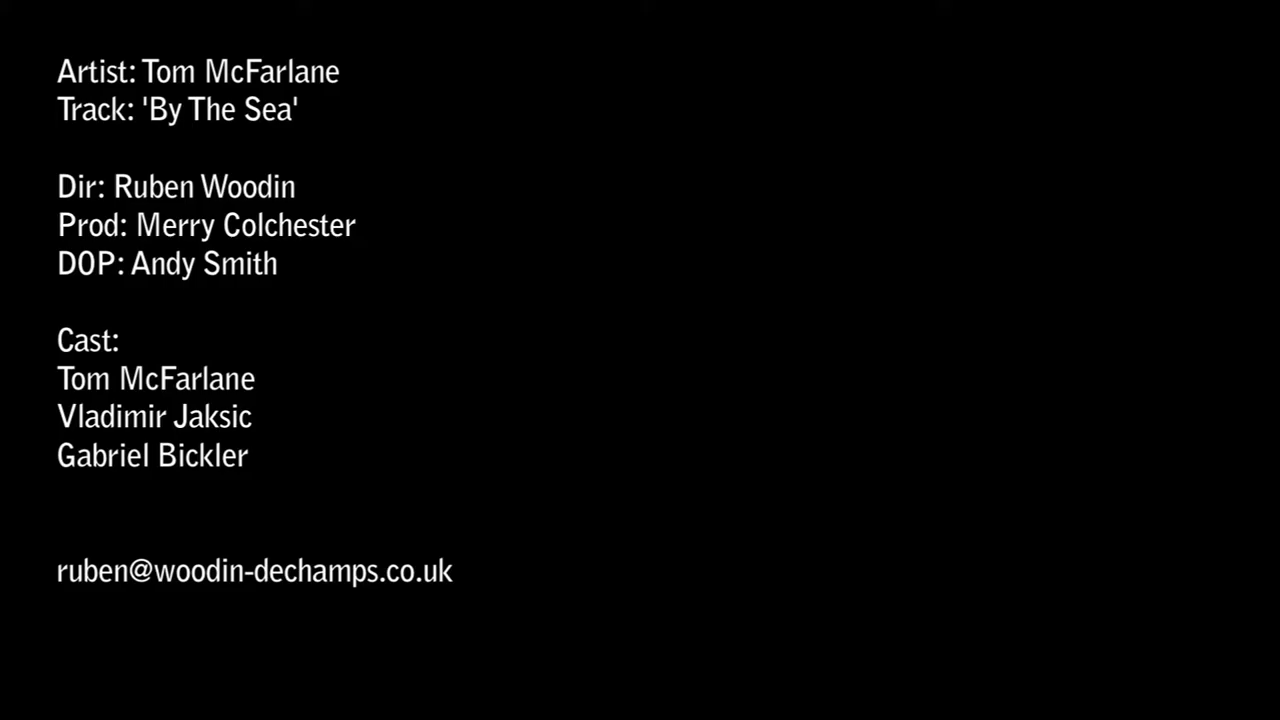 Artist: Tom McFarlane
Track: 'By The Sea'
Dir: Ruben Woodin
Prod: Merry Colchester
DOP: Andy Smith
Cast:
Tom McFarlane
Vladimir Jaksic
Gabriel Bickler
ruben@woodin-dechamps.co.uk